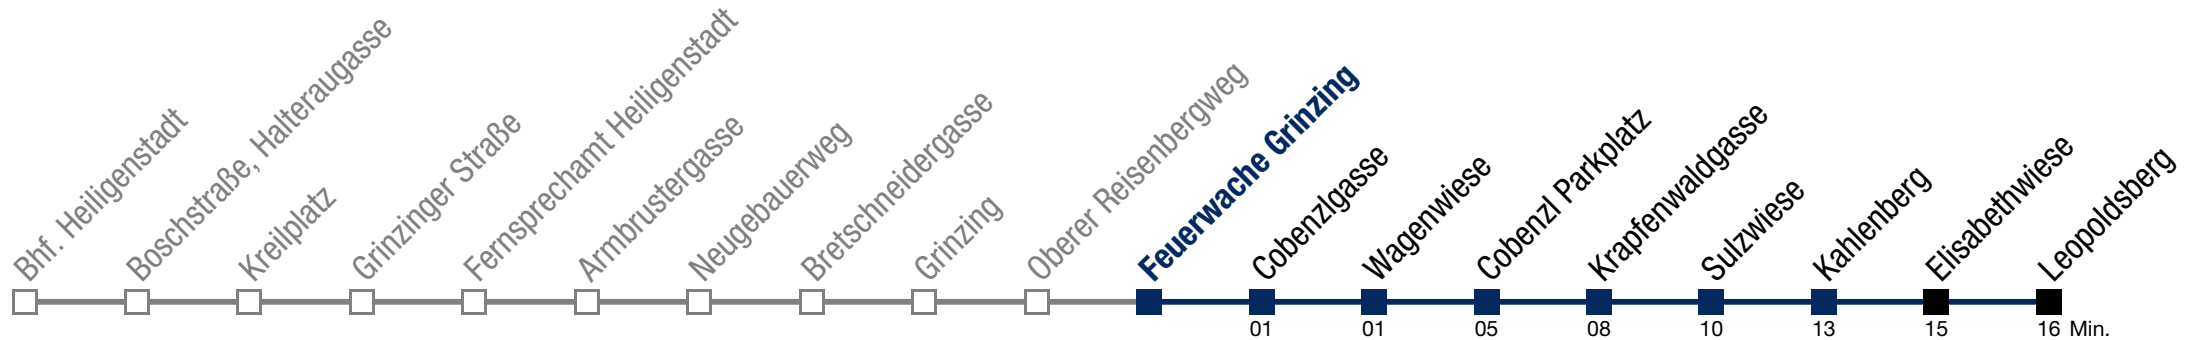 Bhf. Heiligenstadt
Boschstraße, Halteraugasse
Kreilplatz
Grinzinger Straße
Fernsprechamt Heiligenstadt
Armbrustergasse
Neugebauerweg
Bretschneidergasse
Grinzing
Oberer Reisenbergweg
Feuerwache Grinzing
Cobenzlgasse
Wagenwiese
Cobenzl Parkplatz
Krapfenwaldgasse
Sulzwiese
Kahlenberg
Elisabethwiese
Leopoldsberg
01 01 05 08 10 13 15 16 Min.